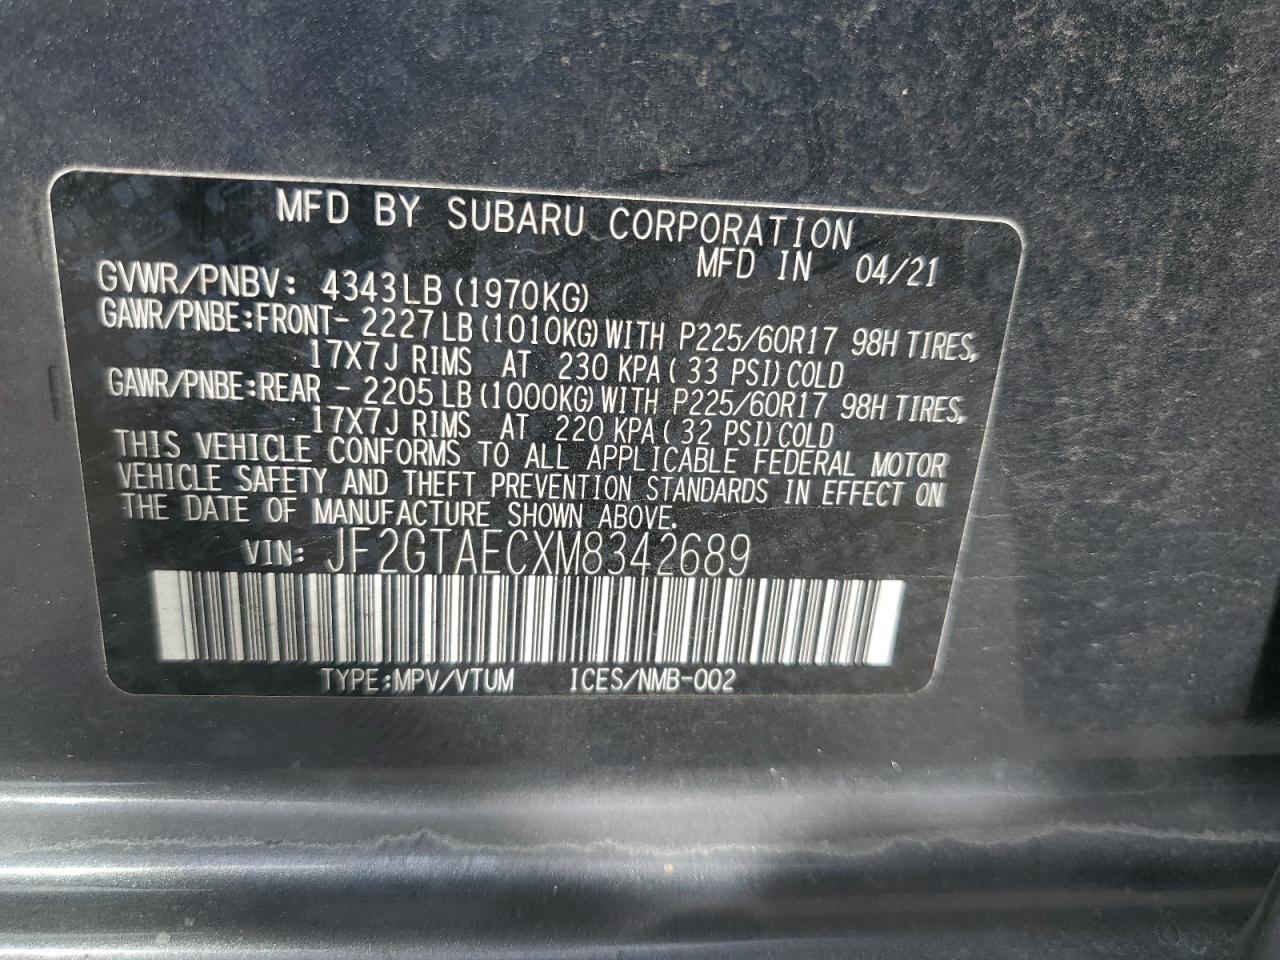 MFD BY SUBARU CORPORATION
MFD IN 04/21
GVWR/PNBV: 4343LB (1970KG)
GAWR/PNBE:FRONT- 2227LB (1010KG) WITH P225/60R17 98H TIRES,
17X7J RIMS AT 230 KPA ( 33 PSI) COLD
GAWR/PNBE:REAR - 2205LB (1000KG) WITH P225/60R17 98H TIRES,
17X7J RIMS AT 220 KPA ( 32 PSI) COLD
THIS VEHICLE CONFORMS TO ALL APPLICABLE FEDERAL MOTOR
VEHICLE SAFETY AND THEFT PREVENTION STANDARDS IN EFFECT ON
THE DATE OF MANUFACTURE SHOWN ABOVE.
VIN: JF2GTAECXM8342689
TYPE:MPV/VTUM ICES/NMB-002